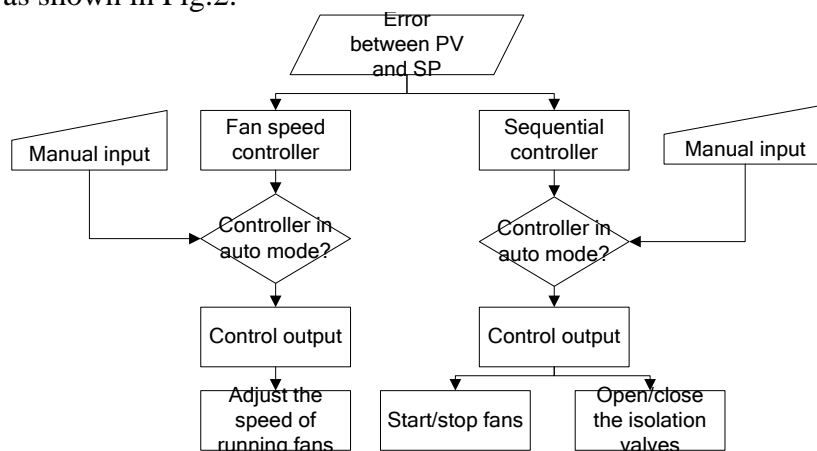 as shown in Fig.2.
Error
between PV
and SP
Fan speed
controller
Sequential
controller
Manual input
Manual input
Controller in
auto mode?
Controller in
auto mode?
Control output
Control output
Adjust the
speed of
running fans
Start/stop fans
Open/close
the isolation
valves